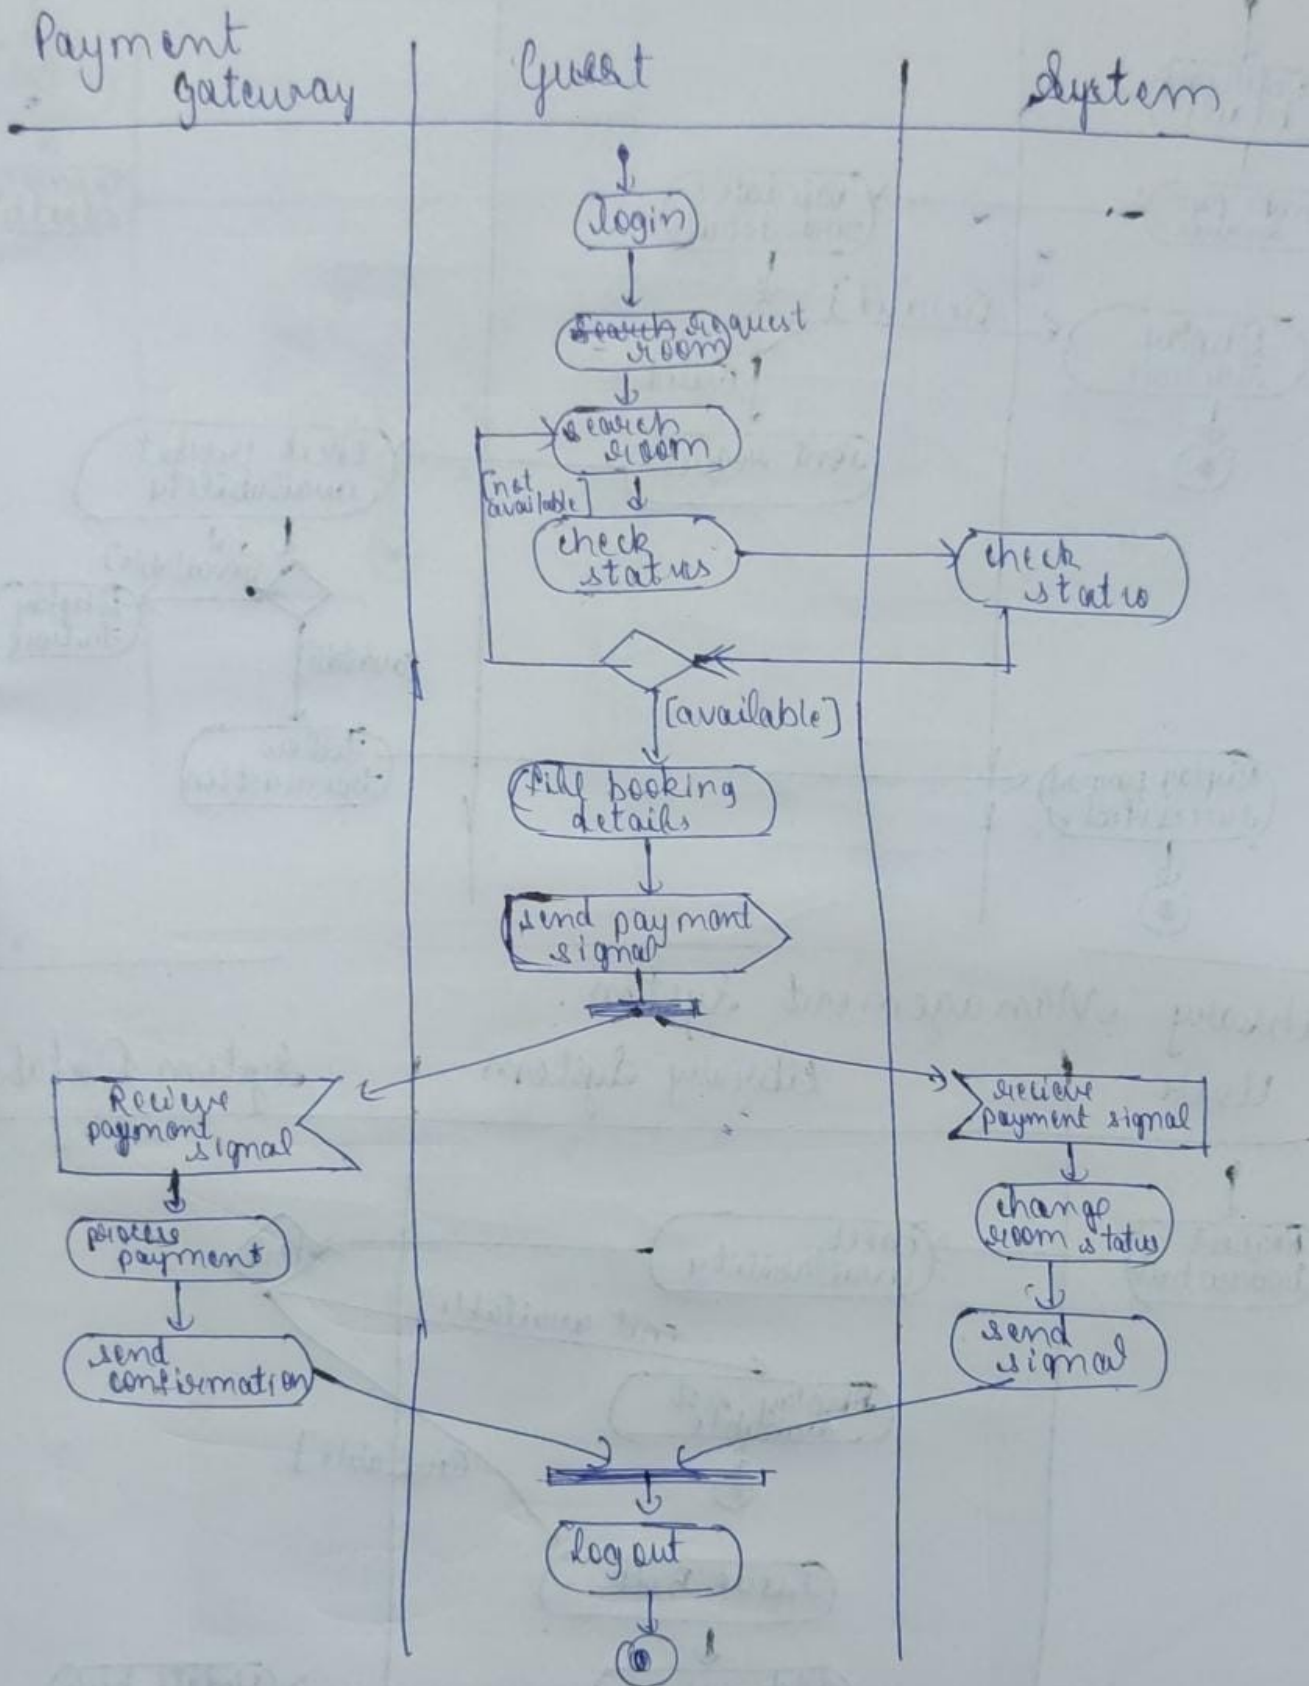 Payment
gateway
Guest
System
login
search request
room
search
room
[not
available]
check
status
check
status
[available]
fill booking
details
send payment
signal
Recieve
payment
signal
recieve
payment signal
process
payment
change
room status
send
confirmation
send
signal
log out